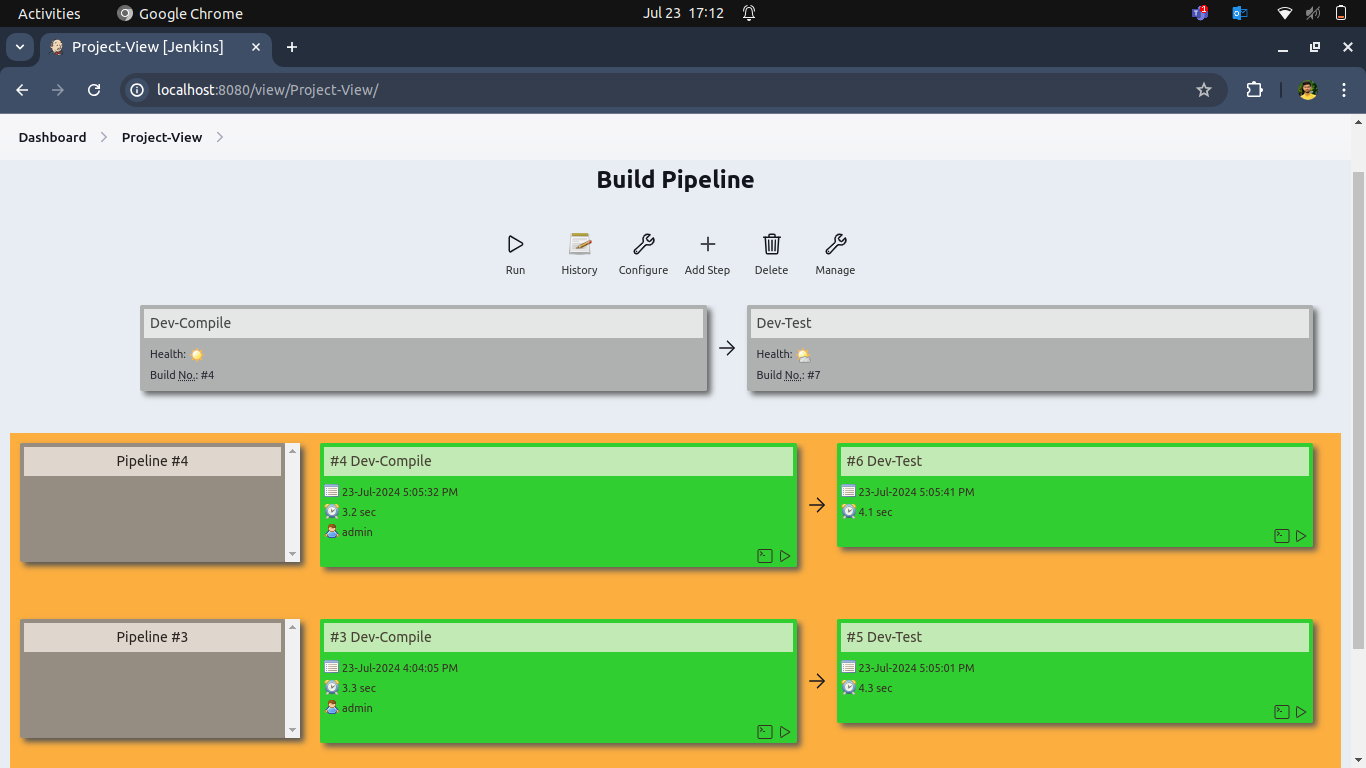 Activities Google Chrome Jul 23 17:12 1
Project-View [Jenkins]
localhost:8080/view/Project-View/
Dashboard Project-View
Build Pipeline
Run History Configure Add Step Delete Manage
Dev-Compile
Health:
Build No.: #4
Dev-Test
Health:
Build No.: #7
Pipeline #4
#4 Dev-Compile
23-Jul-2024 5:05:32 PM
3.2 sec
admin
#6 Dev-Test
23-Jul-2024 5:05:41 PM
4.1 sec
Pipeline #3
#3 Dev-Compile
23-Jul-2024 4:04:05 PM
3.3 sec
admin
#5 Dev-Test
23-Jul-2024 5:05:01 PM
4.3 sec